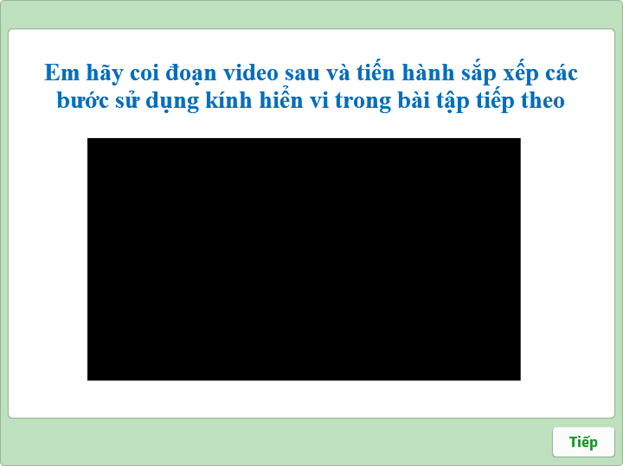 Em hãy coi đoạn video sau và tiến hành sắp xếp các
bước sử dụng kính hiển vi trong bài tập tiếp theo
Tiếp